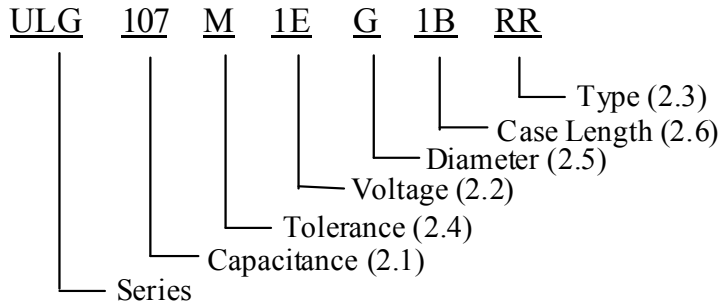 ULG 107 M 1E G 1B RR
Type (2.3)
Case Length (2.6)
Diameter (2.5)
Voltage (2.2)
Tolerance (2.4)
Capacitance (2.1)
Series